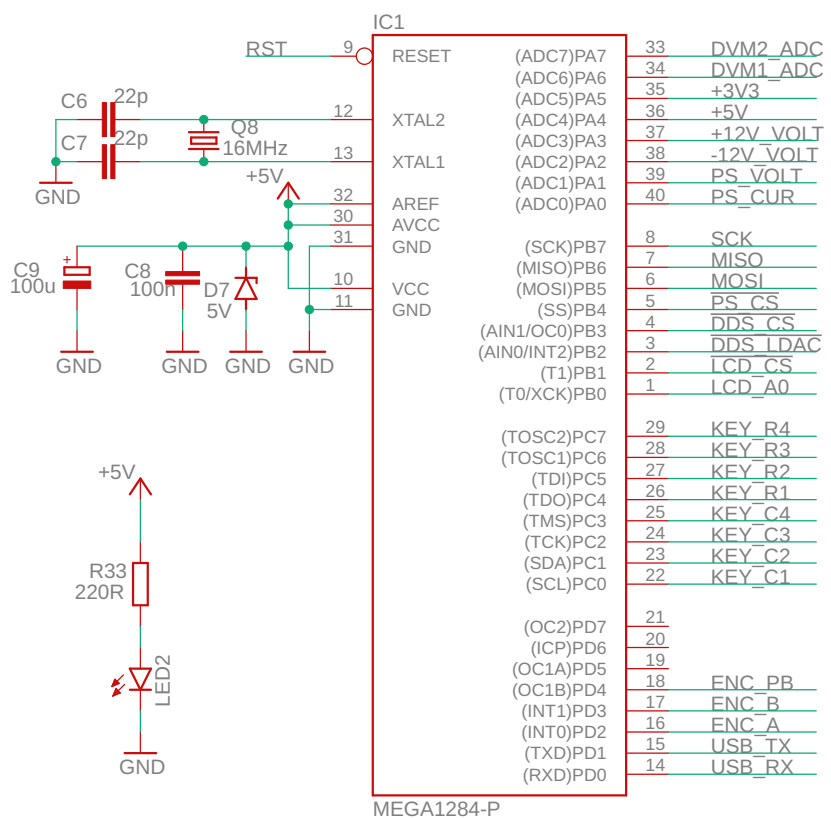 IC1
RST
9
RESET
(ADC7)PA7
33
DVM2_ADC
(ADC6)PA6
34
DVM1_ADC
(ADC5)PA5
35
+3V3
C6
22p
12
XTAL2
(ADC4)PA4
36
+5V
Q8
16MHz
(ADC3)PA3
37
+12V_VOLT
C7
22p
13
XTAL1
(ADC2)PA2
38
-12V_VOLT
+5V
(ADC1)PA1
39
PS_VOLT
GND
32
AREF
(ADC0)PA0
40
PS_CUR
30
AVCC
31
GND
(SCK)PB7
8
SCK
(MISO)PB6
7
MISO
C9
100u
C8
100n
D7
5V
10
VCC
(MOSI)PB5
6
MOSI
11
GND
(SS)PB4
5
PS_CS
(AIN1/OC0)PB3
4
DDS_CS
(AIN0/INT2)PB2
3
DDS_LDAC
GND
GND
GND
GND
(T1)PB1
2
LCD_CS
(T0/XCK)PB0
1
LCD_A0
(TOSC2)PC7
29
KEY_R4
(TOSC1)PC6
28
KEY_R3
+5V
(TDI)PC5
27
KEY_R2
(TDO)PC4
26
KEY_R1
(TMS)PC3
25
KEY_C4
(TCK)PC2
24
KEY_C3
(SDA)PC1
23
KEY_C2
R33
220R
(SCL)PC0
22
KEY_C1
(OC2)PD7
21
(ICP)PD6
20
(OC1A)PD5
19
LED2
(OC1B)PD4
18
ENC_PB
(INT1)PD3
17
ENC_B
(INT0)PD2
16
ENC_A
(TXD)PD1
15
USB_TX
GND
(RXD)PD0
14
USB_RX
MEGA1284-P